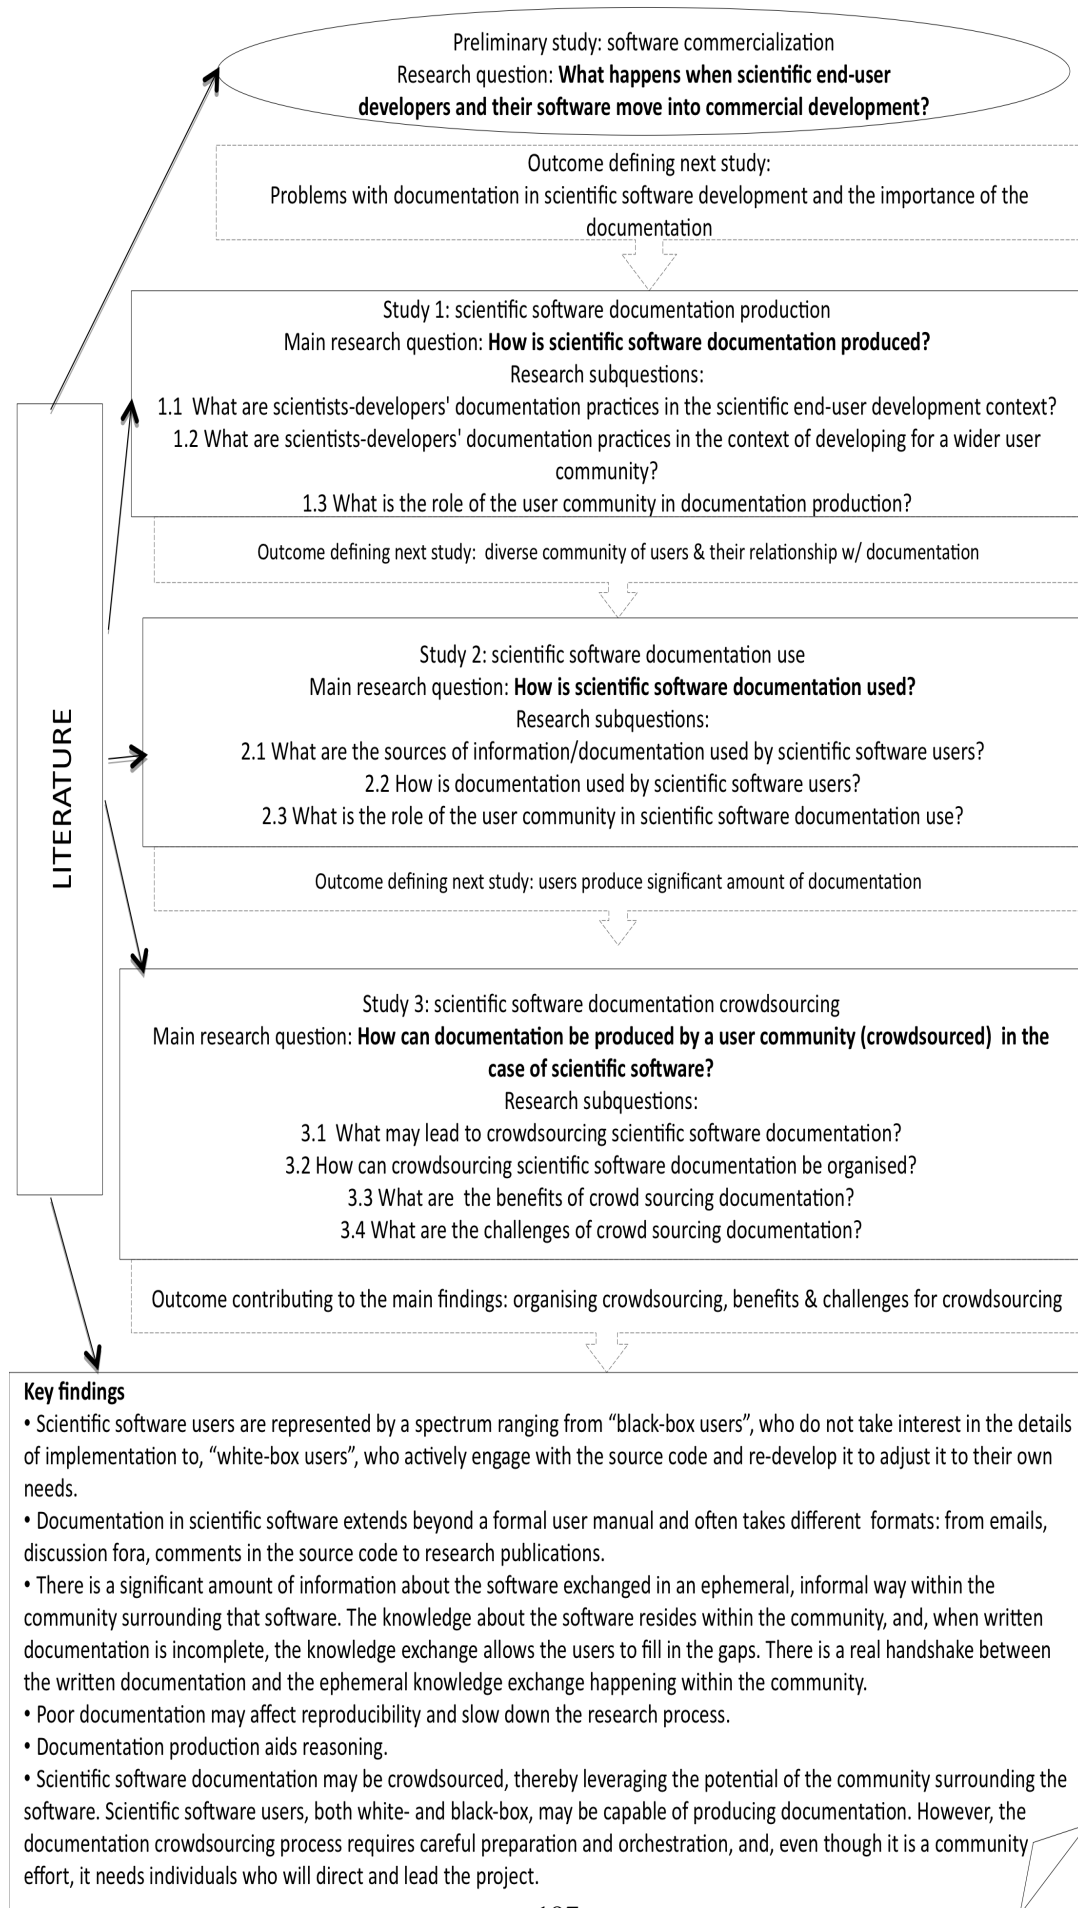 Preliminary study: software commercialization
Research question: What happens when scientific end-user
developers and their software move into commercial development?
Outcome defining next study:
Problems with documentation in scientific software development and the importance of the
documentation
Study 1: scientific software documentation production
Main research question: How is scientific software documentation produced?
Research subquestions:
1.1 What are scientists-developers' documentation practices in the scientific end-user development context?
1.2 What are scientists-developers' documentation practices in the context of developing for a wider user
community?
1.3 What is the role of the user community in documentation production?
Outcome defining next study: diverse community of users & their relationship w/ documentation
Study 2: scientific software documentation use
Main research question: How is scientific software documentation used?
Research subquestions:
2.1 What are the sources of information/documentation used by scientific software users?
2.2 How is documentation used by scientific software users?
2.3 What is the role of the user community in scientific software documentation use?
LITERATURE
Outcome defining next study: users produce significant amount of documentation
Study 3: scientific software documentation crowdsourcing
Main research question: How can documentation be produced by a user community (crowdsourced) in the
case of scientific software?
Research subquestions:
3.1 What may lead to crowdsourcing scientific software documentation?
3.2 How can crowdsourcing scientific software documentation be organised?
3.3 What are the benefits of crowd sourcing documentation?
3.4 What are the challenges of crowd sourcing documentation?
Outcome contributing to the main findings: organising crowdsourcing, benefits & challenges for crowdsourcing
Key findings
• Scientific software users are represented by a spectrum ranging from “black-box users”, who do not take interest in the details
of implementation to, “white-box users”, who actively engage with the source code and re-develop it to adjust it to their own
needs.
• Documentation in scientific software extends beyond a formal user manual and often takes different formats: from emails,
discussion fora, comments in the source code to research publications.
• There is a significant amount of information about the software exchanged in an ephemeral, informal way within the
community surrounding that software. The knowledge about the software resides within the community, and, when written
documentation is incomplete, the knowledge exchange allows the users to fill in the gaps. There is a real handshake between
the written documentation and the ephemeral knowledge exchange happening within the community.
• Poor documentation may affect reproducibility and slow down the research process.
• Documentation production aids reasoning.
• Scientific software documentation may be crowdsourced, thereby leveraging the potential of the community surrounding the
software. Scientific software users, both white- and black-box, may be capable of producing documentation. However, the
documentation crowdsourcing process requires careful preparation and orchestration, and, even though it is a community
effort, it needs individuals who will direct and lead the project.